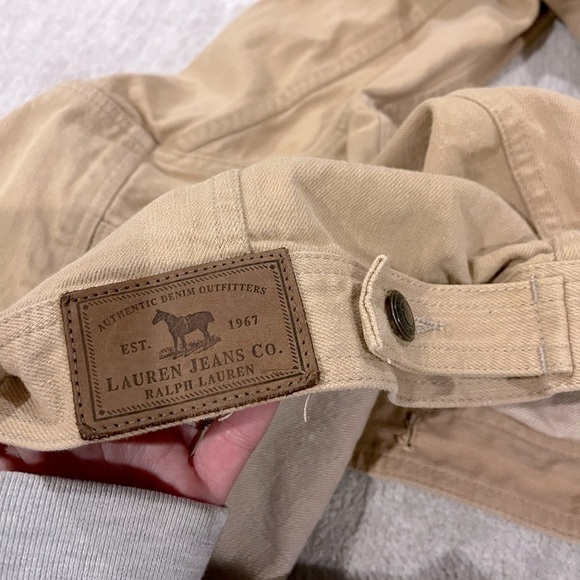 AUTHENTIC DENIM OUTFITTERS
EST. 1967
LAUREN JEANS CO.
RALPH LAUREN